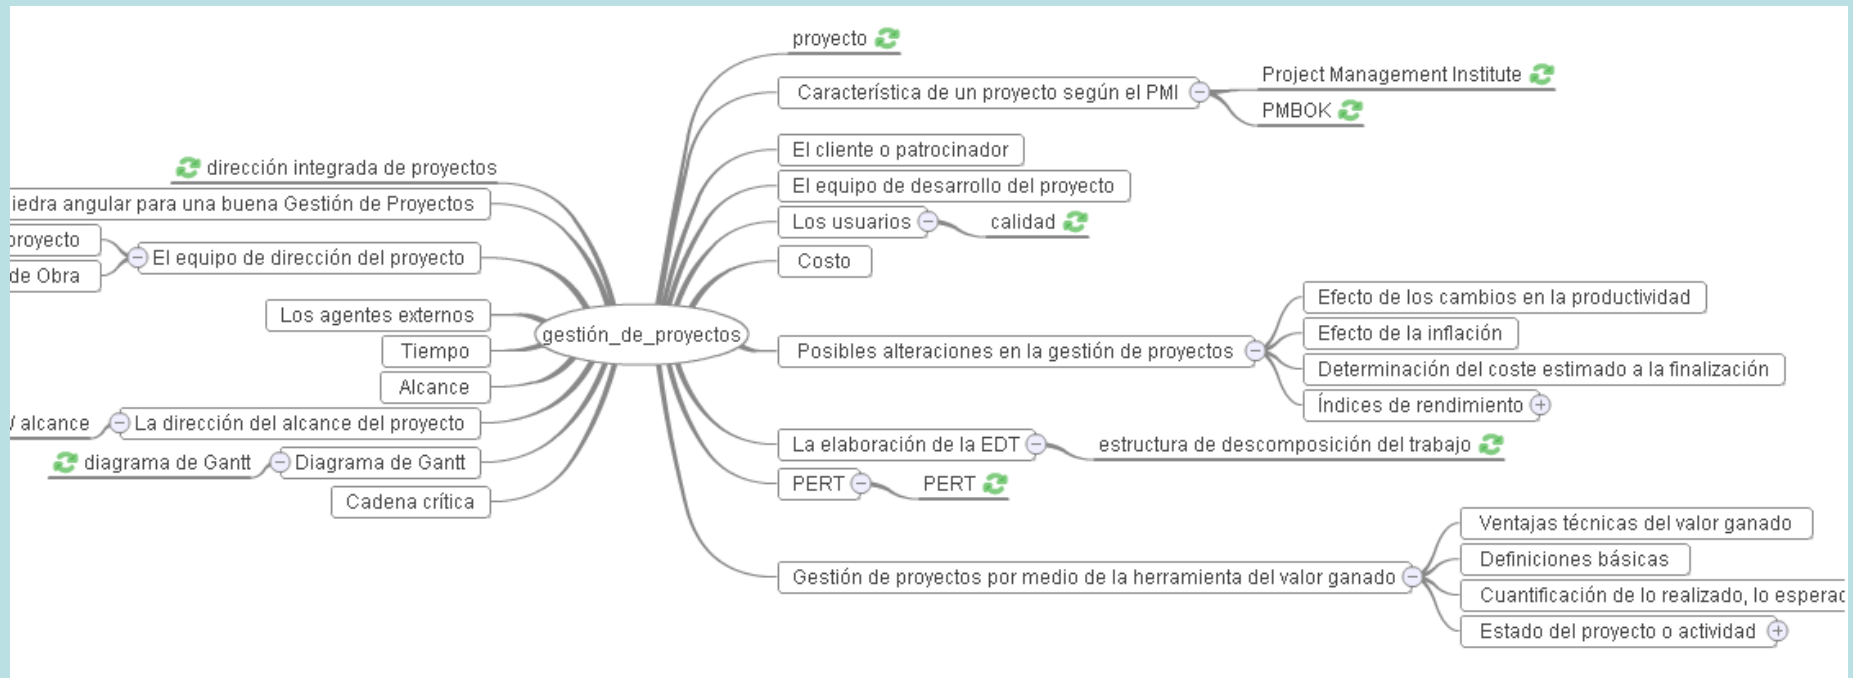 proyecto
Característica de un proyecto según el PMI
Project Management Institute
PMBOK
El cliente o patrocinador
El equipo de desarrollo del proyecto
Los usuarios
calidad
Costo
Posibles alteraciones en la gestión de proyectos
Efecto de los cambios en la productividad
Efecto de la inflación
Determinación del coste estimado a la finalización
Índices de rendimiento
La elaboración de la EDT
estructura de descomposición del trabajo
PERT
PERT
Gestión de proyectos por medio de la herramienta del valor ganado
Ventajas técnicas del valor ganado
Definiciones básicas
Cuantificación de lo realizado, lo
Estado del proyecto o actividad
gestión_de_proyectos
dirección integrada de proyectos
angular para una buena Gestión de Proyectos
El equipo de dirección del proyecto
de Obra
Los agentes externos
Tiempo
Alcance
La dirección del alcance del proyecto
alcance
Diagrama de Gantt
diagrama de Gantt
Cadena crítica